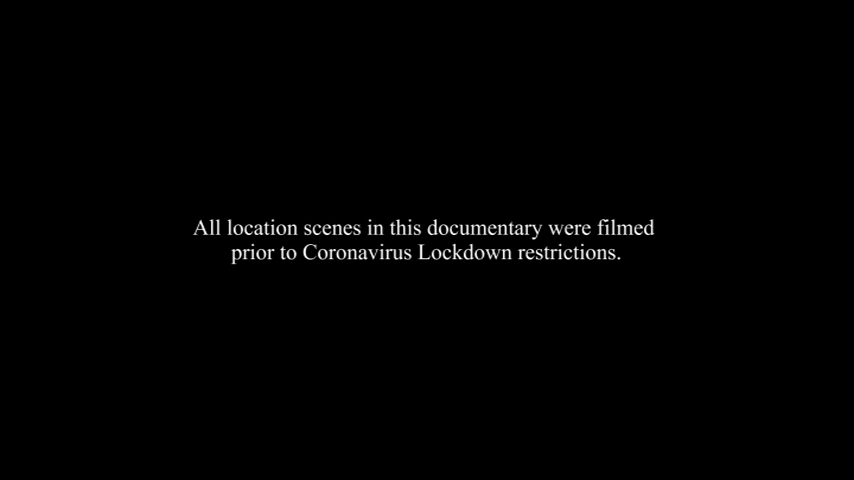 All location scenes in this documentary were filmed
prior to Coronavirus Lockdown restrictions.